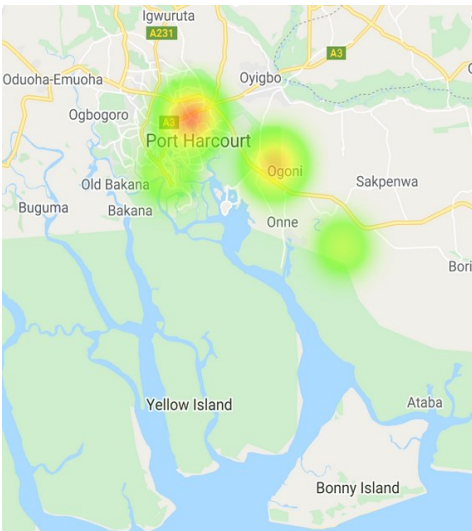 Igwuruta
A231
A3
Oduoha-Emuoha
Oyigbo
Ogbogoro
A3
Port Harcourt
Ogoni
Old Bakana
Sakpenwa
Buguma
Bakana
Onne
Bori
Yellow Island
Ataba
Bonny Island